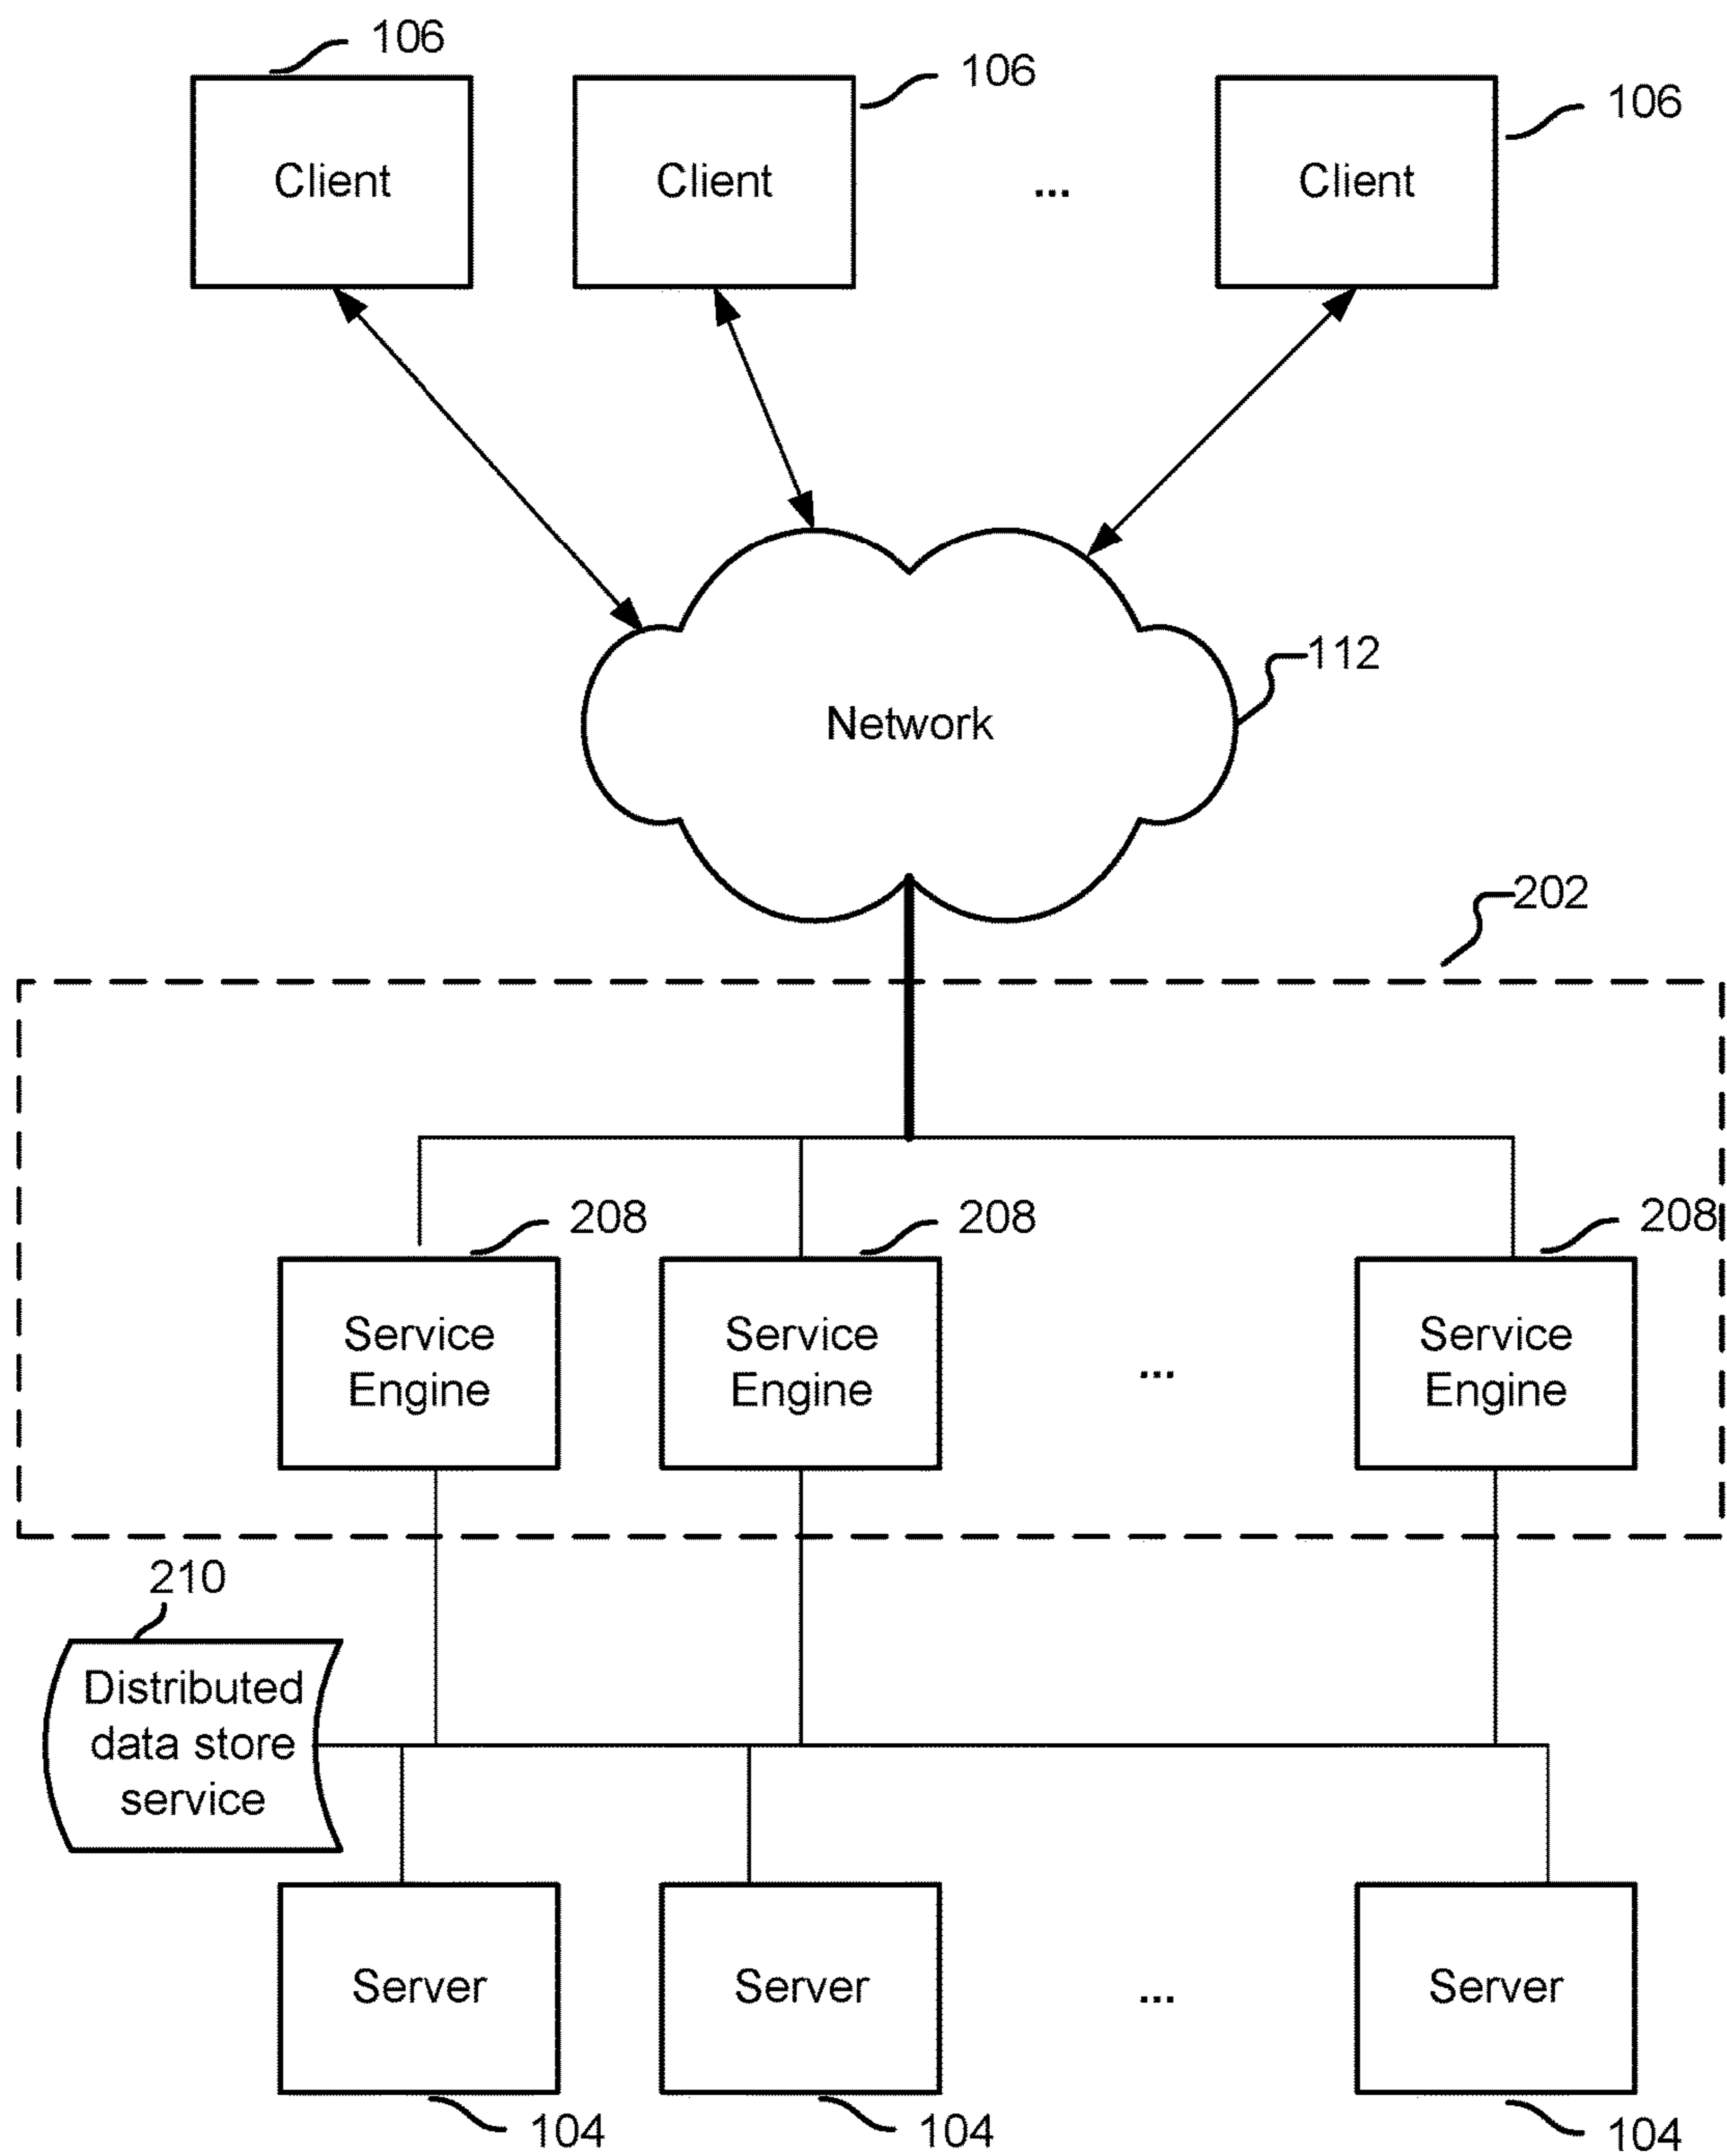 106
106
106
Client
Client
...
Client
112
Network
202
208
208
208
Service
Engine
Service
Engine
...
Service
Engine
210
Distributed
data store
service
Server
Server
...
Server
104
104
104